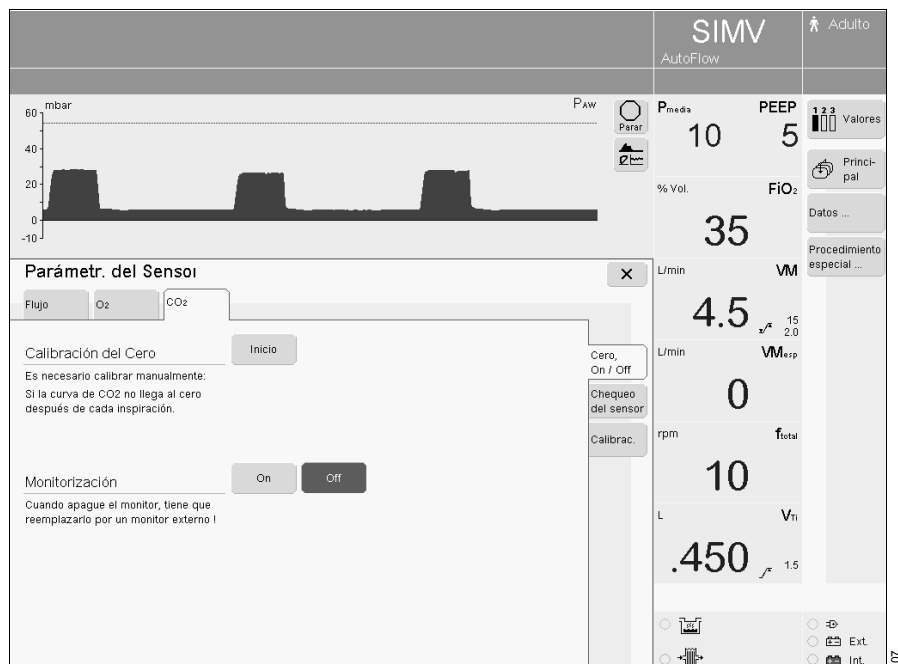 SIMV
AutoFlow
Adulto
mbar
PAW
60
40
20
0
-10
Parar
Pmedia PEEP
10 5
% Vol. FiO2
35
L/min VM
4.5 15
2.0
L/min VMesp
0
rpm ftotal
10
L VTi
.450 1.5
1 2 3
Valores
Princi-
pal
Datos ...
Procedimiento
especial ...
Parámetr. del Sensor
Flujo O2 CO2
Calibración del Cero Inicio
Es necesario calibrar manualmente:
Si la curva de CO2 no llega al cero
después de cada inspiración.
Monitorización On Off
Cuando apague el monitor, tiene que
reemplazarlo por un monitor externo !
Cero,
On / Off
Chequeo
del sensor
Calibrac.
Ext.
Int.
07